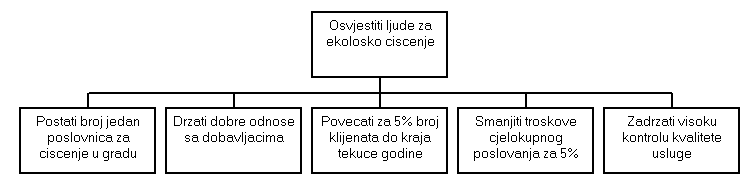 Osvjestiti ljude za
ekolosko ciscenje
Postati broj jedan
poslovnica za
ciscenje u gradu
Drzati dobre odnose
sa dobavljacima
Povecati za 5% broj
klijenata do kraja
tekuce godine
Smanjiti troskove
cjelokupnog
poslovanja za 5%
Zadrzati visoku
kontrolu kvalitete
usluge